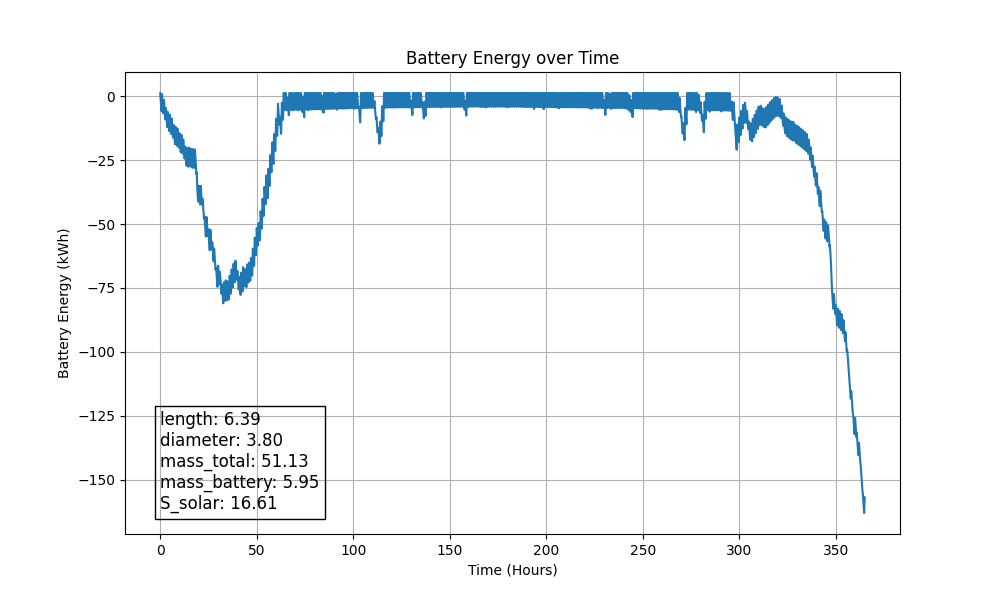 Battery Energy over Time
Battery Energy (kWh)
0
−25
−50
−75
−100
−125
−150
length: 6.39
diameter: 3.80
mass_total: 51.13
mass_battery: 5.95
S_solar: 16.61
0 50 100 150 200 250 300 350
Time (Hours)